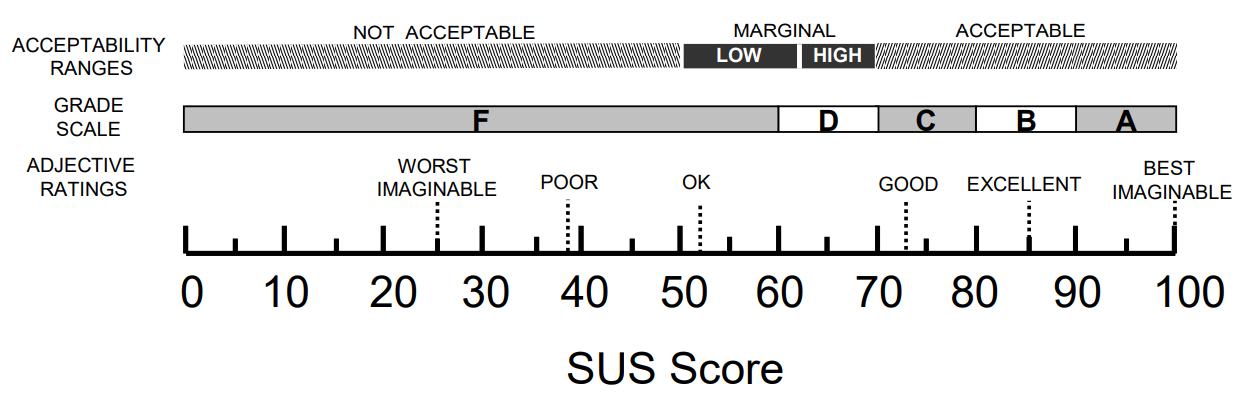 NOT ACCEPTABLE MARGINAL ACCEPTABLE
ACCEPTABILITY
RANGES
LOW HIGH
GRADE
SCALE
F D C B A
ADJECTIVE
RATINGS
WORST
IMAGINABLE
POOR
OK
GOOD
EXCELLENT
BEST
IMAGINABLE
0 10 20 30 40 50 60 70 80 90 100
SUS Score